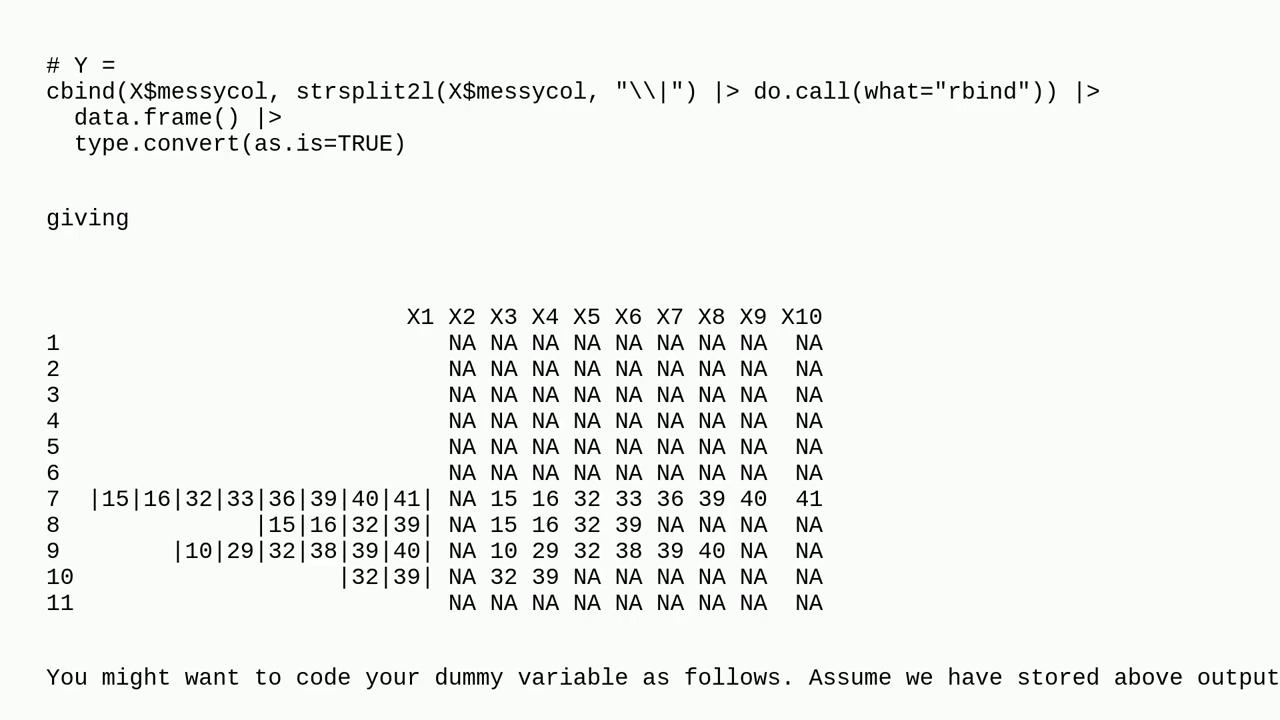 # Y =
cbind(X$messycol, strsplit2l(X$messycol, "\\|") |> do.call(what="rbind")) |>
  data.frame() |>
  type.convert(as.is=TRUE)
giving
                          X1 X2 X3 X4 X5 X6 X7 X8 X9 X10
1                            NA NA NA NA NA NA NA NA  NA
2                            NA NA NA NA NA NA NA NA  NA
3                            NA NA NA NA NA NA NA NA  NA
4                            NA NA NA NA NA NA NA NA  NA
5                            NA NA NA NA NA NA NA NA  NA
6                            NA NA NA NA NA NA NA NA  NA
7  |15|16|32|33|36|39|40|41| NA 15 16 32 33 36 39 40  41
8              |15|16|32|39| NA 15 16 32 39 NA NA NA  NA
9        |10|29|32|38|39|40| NA 10 29 32 38 39 40 NA  NA
10                   |32|39| NA 32 39 NA NA NA NA NA  NA
11                           NA NA NA NA NA NA NA NA  NA
You might want to code your dummy variable as follows. Assume we have stored above output